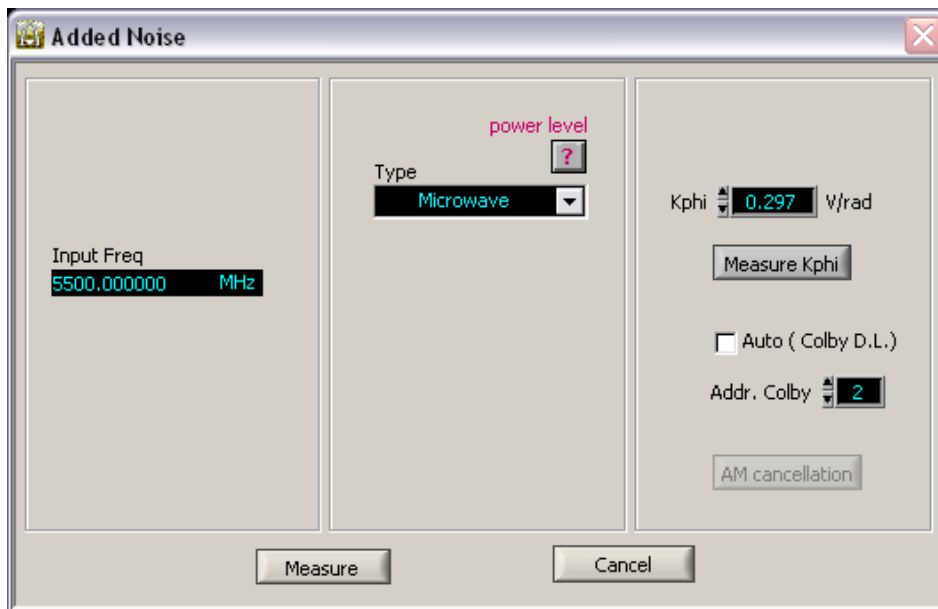 Added Noise
Input Freq
5500.000000 MHz
power level
?
Type
Microwave
Kphi 0.297 V/rad
Measure Kphi
Auto ( Colby D.L.)
Addr. Colby 2
AM cancellation
Measure
Cancel